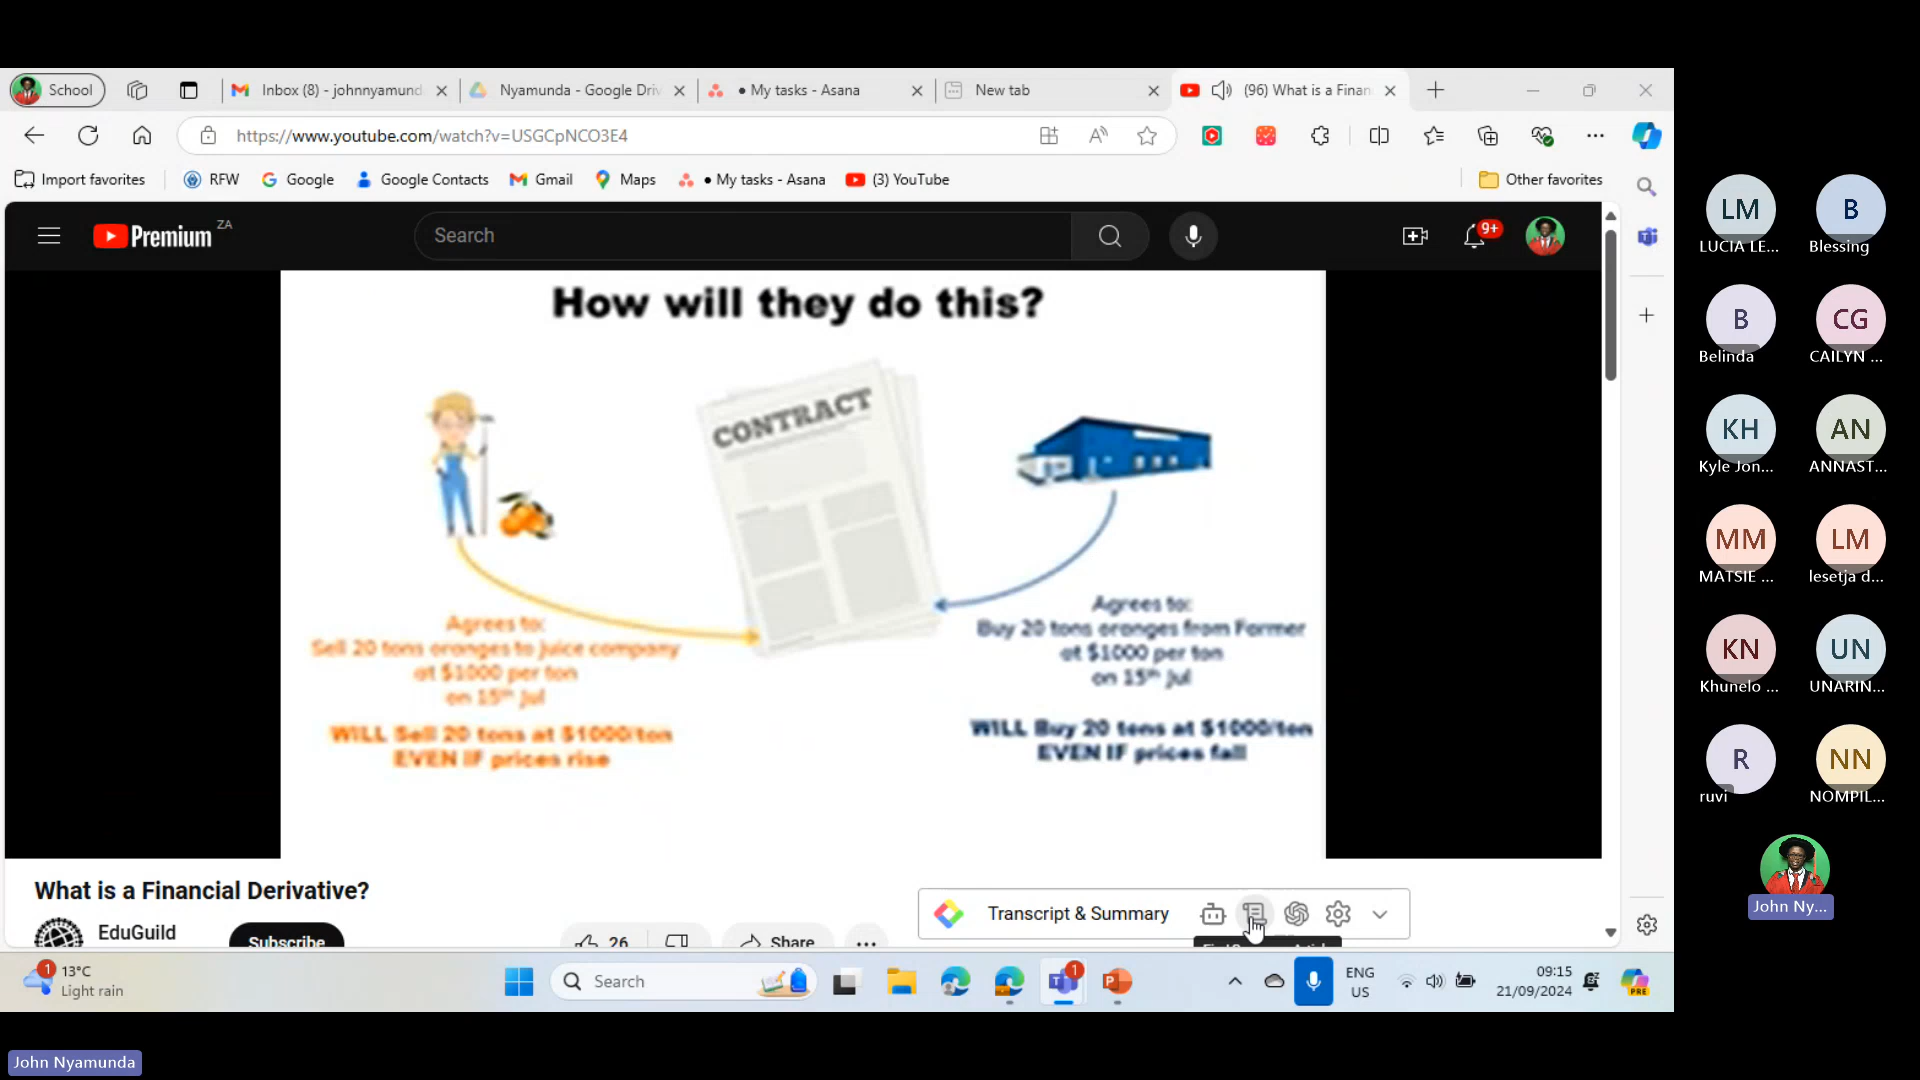 School
Inbox (8) - johnnyamund
Nyamunda - Google Driv
• My tasks - Asana
New tab
(96) What is a Finan
https://www.youtube.com/watch?v=USGCpNCO3E4
Import favorites
RFW
Google
Google Contacts
Gmail
Maps
• My tasks - Asana
(3) YouTube
Other favorites
Premium
ZA
Search
9+
How will they do this?
CONTRACT
Agrees to:
Sell 20 tons oranges to Juice company
at $1000 per ton
on 15th Jul
WILL Sell 20 tons at $1000/ton
EVEN IF prices rise
Agrees to:
Buy 20 tons oranges from Farmer
at $1000 per ton
on 15th Jul
WILL Buy 20 tons at $1000/ton
EVEN IF prices fall
What is a Financial Derivative?
EduGuild
Subscribe
26
Share
Transcript & Summary
LM
LUCIA LE...
B
Blessing
B
Belinda
CG
CAILYN ...
KH
Kyle Jon...
AN
ANNAST...
MM
MATSIE ...
LM
lesetja d...
KN
Khunelo ...
UN
UNARIN...
R
ruvi
NN
NOMPIL...
John Ny...
1
13°C
Light rain
Search
1
ENG
US
09:15
21/09/2024
PRE
John Nyamunda